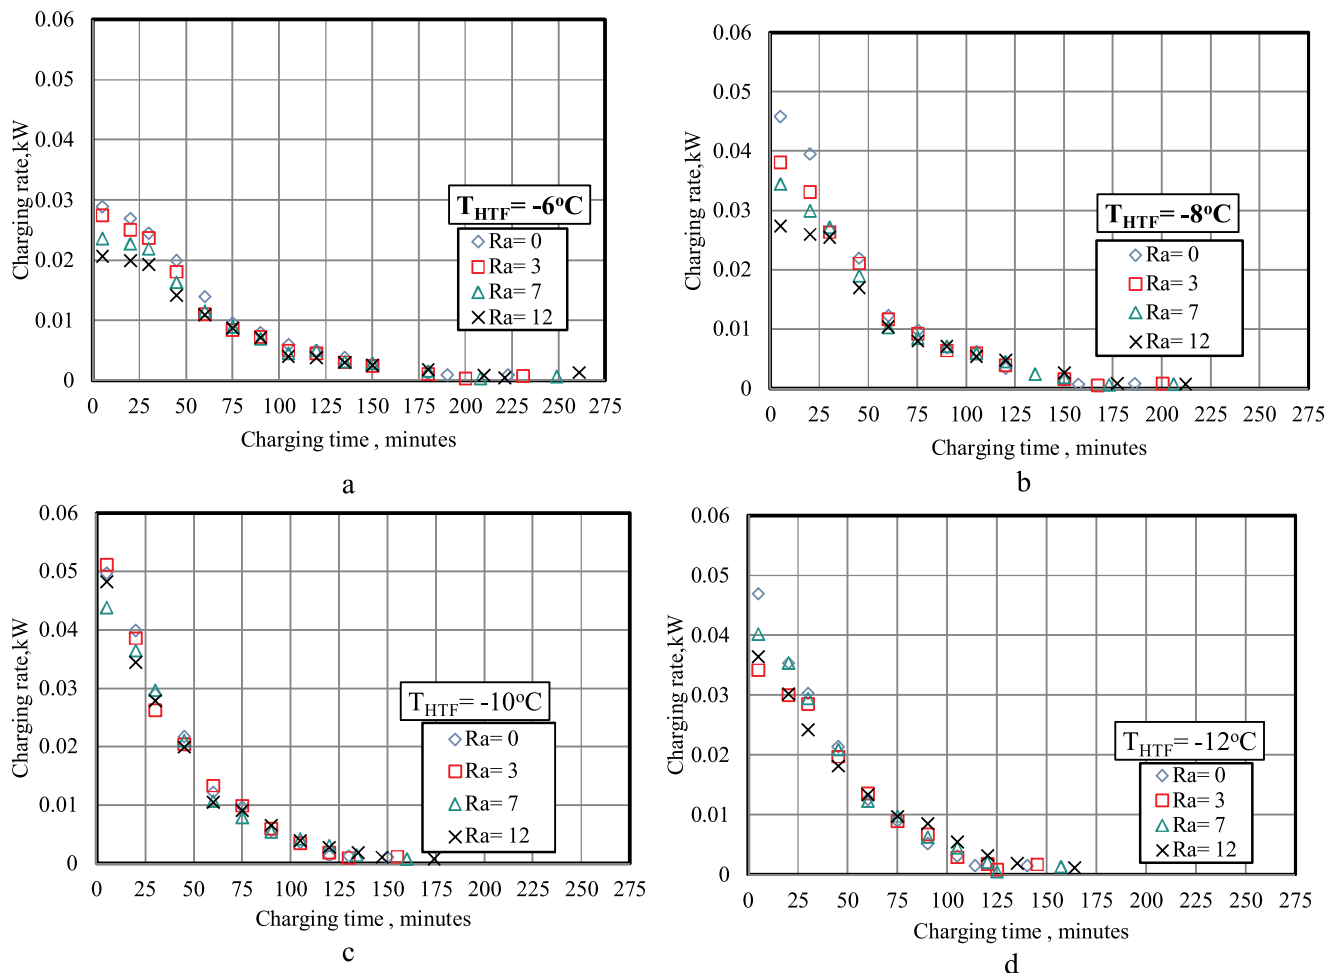 0.06
0.05
0.04
0.03
0.02
0.01
0
Charging rate,kW
T_HTF= -6°C
Ra= 0
Ra= 3
Ra= 7
Ra= 12
0 25 50 75 100 125 150 175 200 225 250 275
Charging time , minutes
a
0.06
0.05
0.04
0.03
0.02
0.01
0
Charging rate,kW
T_HTF= -8°C
Ra= 0
Ra= 3
Ra= 7
Ra= 12
0 25 50 75 100 125 150 175 200 225 250 275
Charging time , minutes
b
0.06
0.05
0.04
0.03
0.02
0.01
0
Charging rate,kW
T_HTF= -10°C
Ra= 0
Ra= 3
Ra= 7
Ra= 12
0 25 50 75 100 125 150 175 200 225 250 275
Charging time , minutes
c
0.06
0.05
0.04
0.03
0.02
0.01
0
Charging rate,kW
T_HTF= -12°C
Ra= 0
Ra= 3
Ra= 7
Ra= 12
0 25 50 75 100 125 150 175 200 225 250 275
Charging time , minutes
d